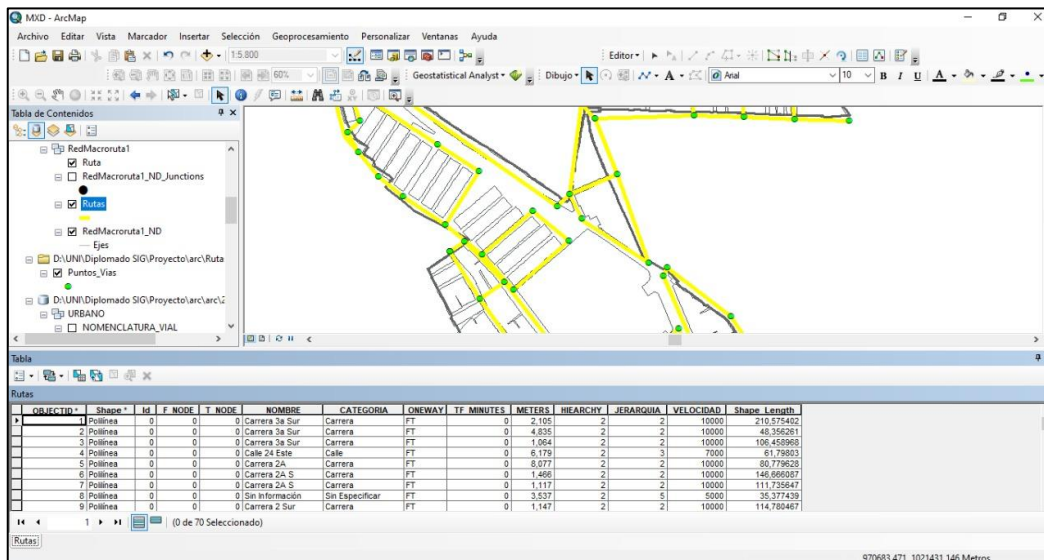 MXD - ArcMap
Archivo Editar Vista Marcador Insertar Selección Geoprocesamiento Personalizar Ventanas Ayuda
1:5.800 Editor
60% Geostatistical Analyst Dibujo A Arial 10 B I U A
Tabla de Contenidos
RedMacroruta1
Ruta
RedMacroruta1_ND_Junctions
Rutas
RedMacroruta1_ND
Ejes
D:\UNI\Diplomado SIG\Proyecto\arc\Ruta
Puntos_Vias
D:\UNI\Diplomado SIG\Proyecto\arc\arc\2
URBANO
NOMENCLATURA_VIAL
Tabla
Rutas
OBJECTID * Shape * Id F_NODE T_NODE NOMBRE CATEGORIA ONEWAY TF_MINUTES METERS HIEARCHY JERARQUIA VELOCIDAD Shape_Length
1 Polilínea 0 0 0 Carrera 3a Sur Carrera FT 0 2,105 2 2 10000 210,575402
2 Polilínea 0 0 0 Carrera 3a Sur Carrera FT 0 4,835 2 2 10000 48,356261
3 Polilínea 0 0 0 Carrera 3a Sur Carrera FT 0 1,064 2 2 10000 106,458968
4 Polilínea 0 0 0 Calle 24 Este Calle FT 0 6,179 2 3 7000 61,79803
5 Polilínea 0 0 0 Carrera 2A Carrera FT 0 8,077 2 2 10000 80,779628
6 Polilínea 0 0 0 Carrera 2A S Carrera FT 0 1,466 2 2 10000 146,666087
7 Polilínea 0 0 0 Carrera 2A S Carrera FT 0 1,117 2 2 10000 111,735647
8 Polilínea 0 0 0 Sin Información Sin Especificar FT 0 3,537 2 5 5000 35,377439
9 Polilínea 0 0 0 Carrera 2 Sur Carrera FT 0 1,147 2 2 10000 114,780467
1 (0 de 70 Seleccionado)
Rutas
970683,471 1021431,146 Metros